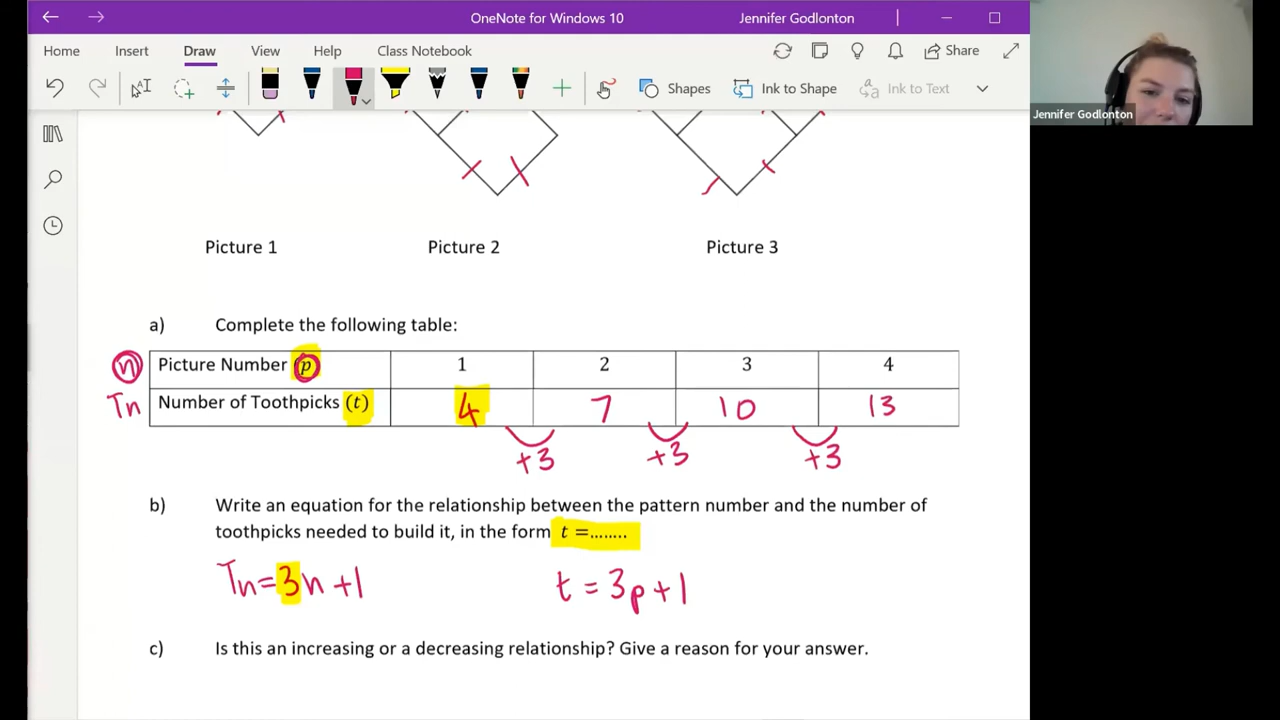 OneNote for Windows 10
Jennifer Godlonton
Home Insert Draw View Help Class Notebook Share
Shapes Ink to Shape Ink to Text
Jennifer Godlonton
Picture 1 Picture 2 Picture 3
a) Complete the following table:
n Picture Number (p) 1 2 3 4
Tn Number of Toothpicks (t) 4 7 10 13
+3 +3 +3
b) Write an equation for the relationship between the pattern number and the number of
toothpicks needed to build it, in the form t =........
Tn = 3n + 1 t = 3p + 1
c) Is this an increasing or a decreasing relationship? Give a reason for your answer.